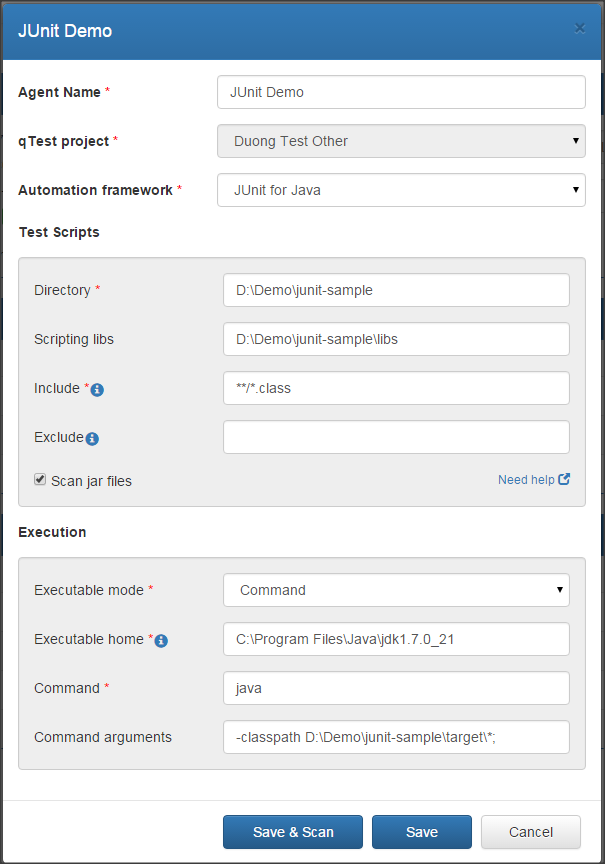 JUnit Demo ×
Agent Name * JUnit Demo
qTest project * Duong Test Other
Automation framework * JUnit for Java
Test Scripts
Directory * D:\Demo\junit-sample
Scripting libs D:\Demo\junit-sample\libs
Include * **/*.class
Exclude
Scan jar files Need help
Execution
Executable mode * Command
Executable home * C:\Program Files\Java\jdk1.7.0_21
Command * java
Command arguments -classpath D:\Demo\junit-sample\target\*;
Save & Scan Save Cancel